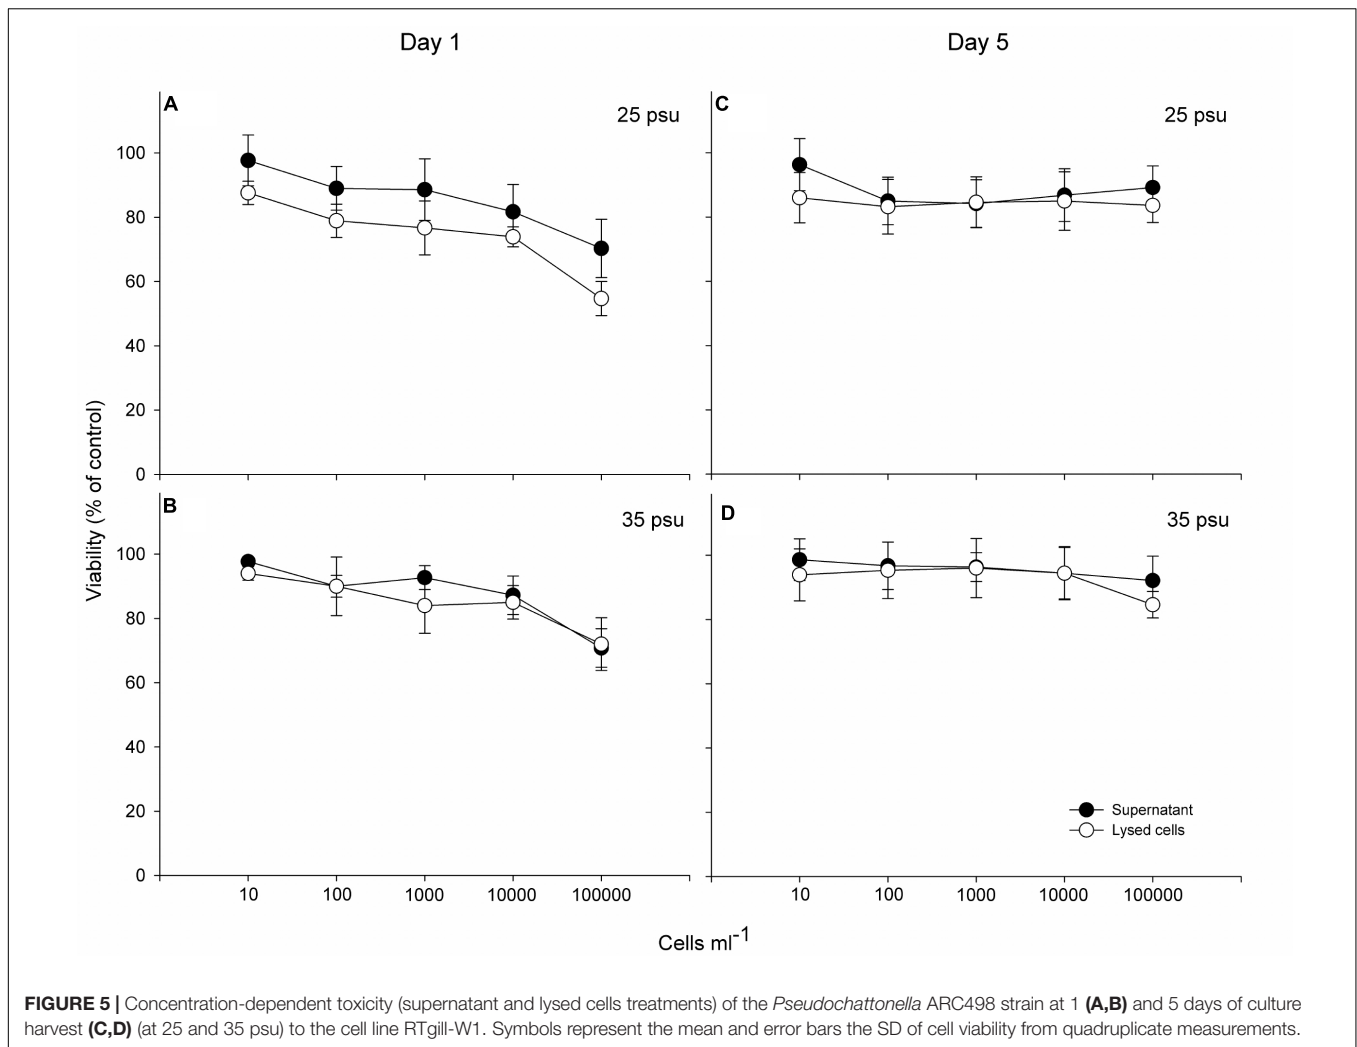 Day 1
Day 5
A
25 psu
C
25 psu
100
80
60
40
20
0
Viability (% of control)
B
35 psu
D
35 psu
100
80
60
40
20
0
Supernatant
Lysed cells
10 100 1000 10000 100000
10 100 1000 10000 100000
Cells ml-1
FIGURE 5 | Concentration-dependent toxicity (supernatant and lysed cells treatments) of the Pseudochattonella ARC498 strain at 1 (A,B) and 5 days of culture
harvest (C,D) (at 25 and 35 psu) to the cell line RTgill-W1. Symbols represent the mean and error bars the SD of cell viability from quadruplicate measurements.